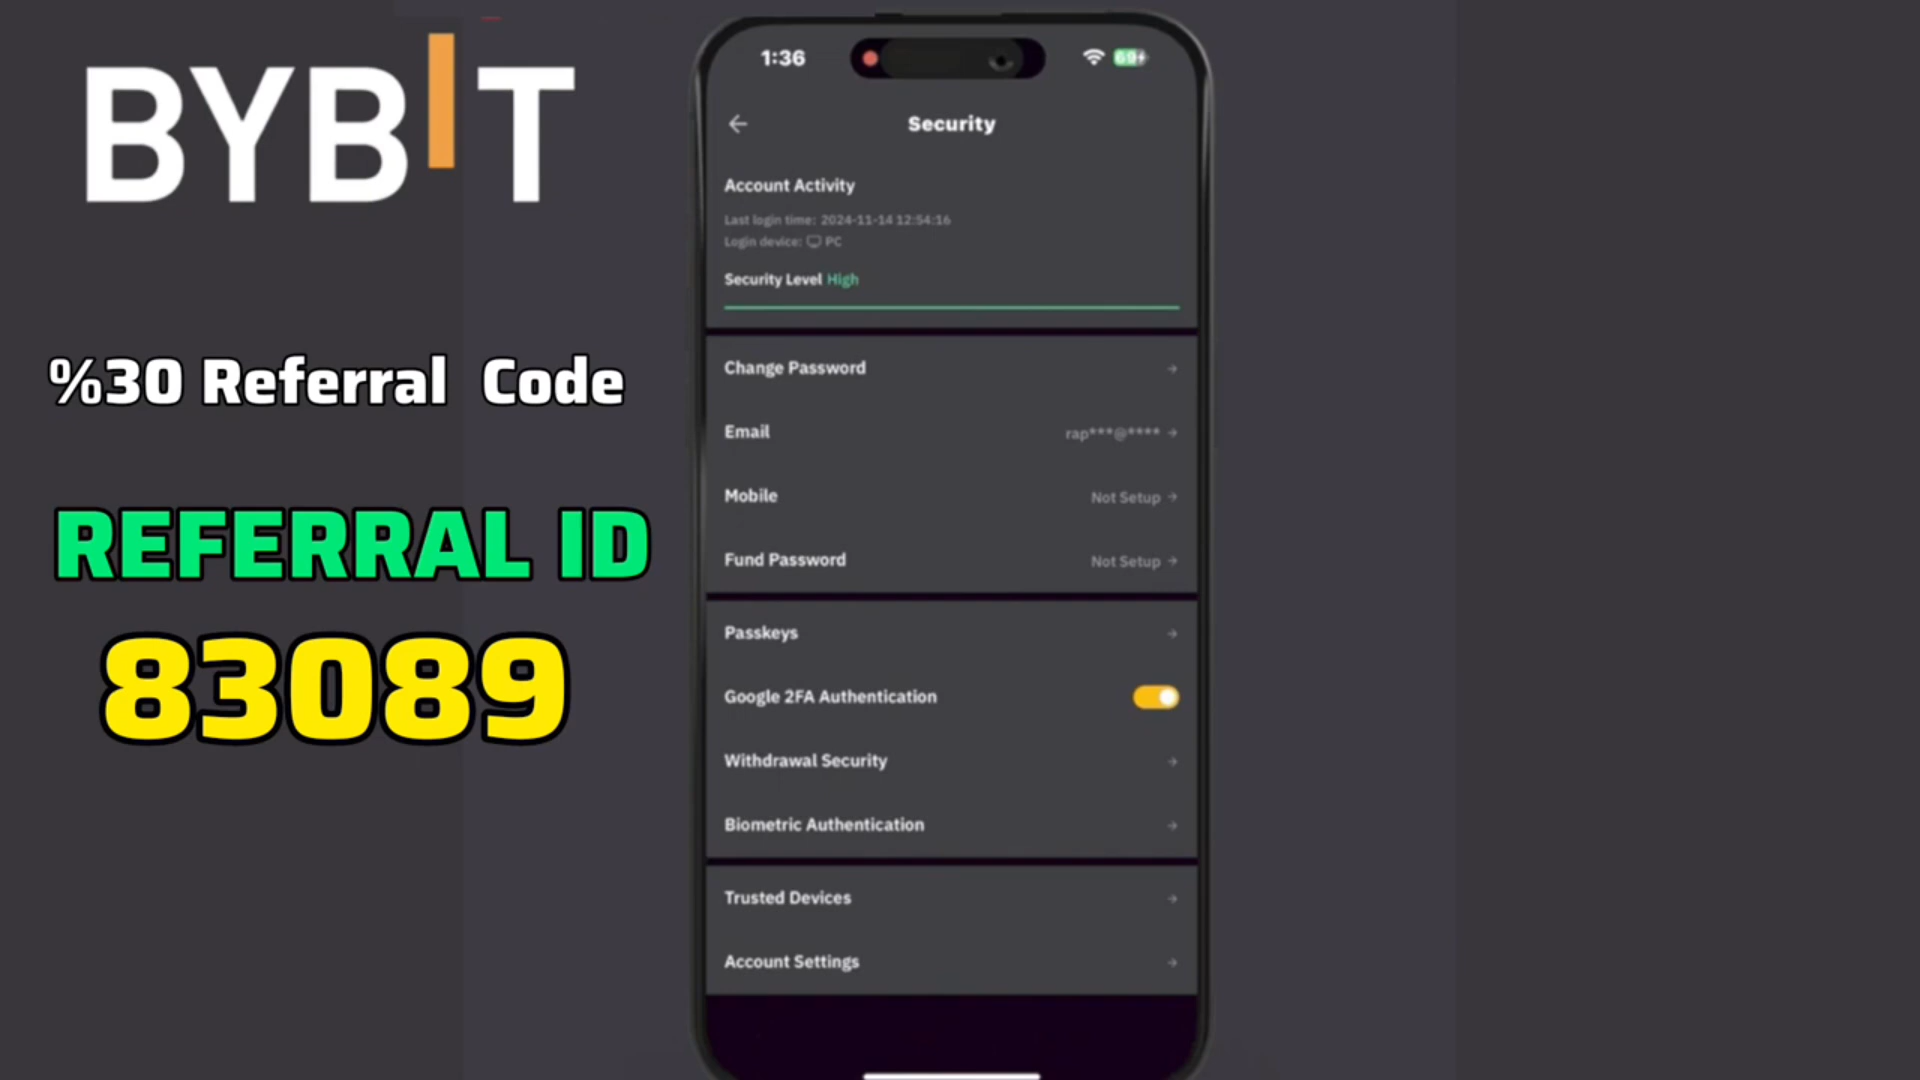 BYBIT
%30 Referral Code
REFERRAL ID
83089
1:36
69
Security
Account Activity
Last login time: 2024-11-14 12:54:16
Login device: PC
Security Level High
Change Password
Email rap***@****
Mobile Not Setup
Fund Password Not Setup
Passkeys
Google 2FA Authentication
Withdrawal Security
Biometric Authentication
Trusted Devices
Account Settings